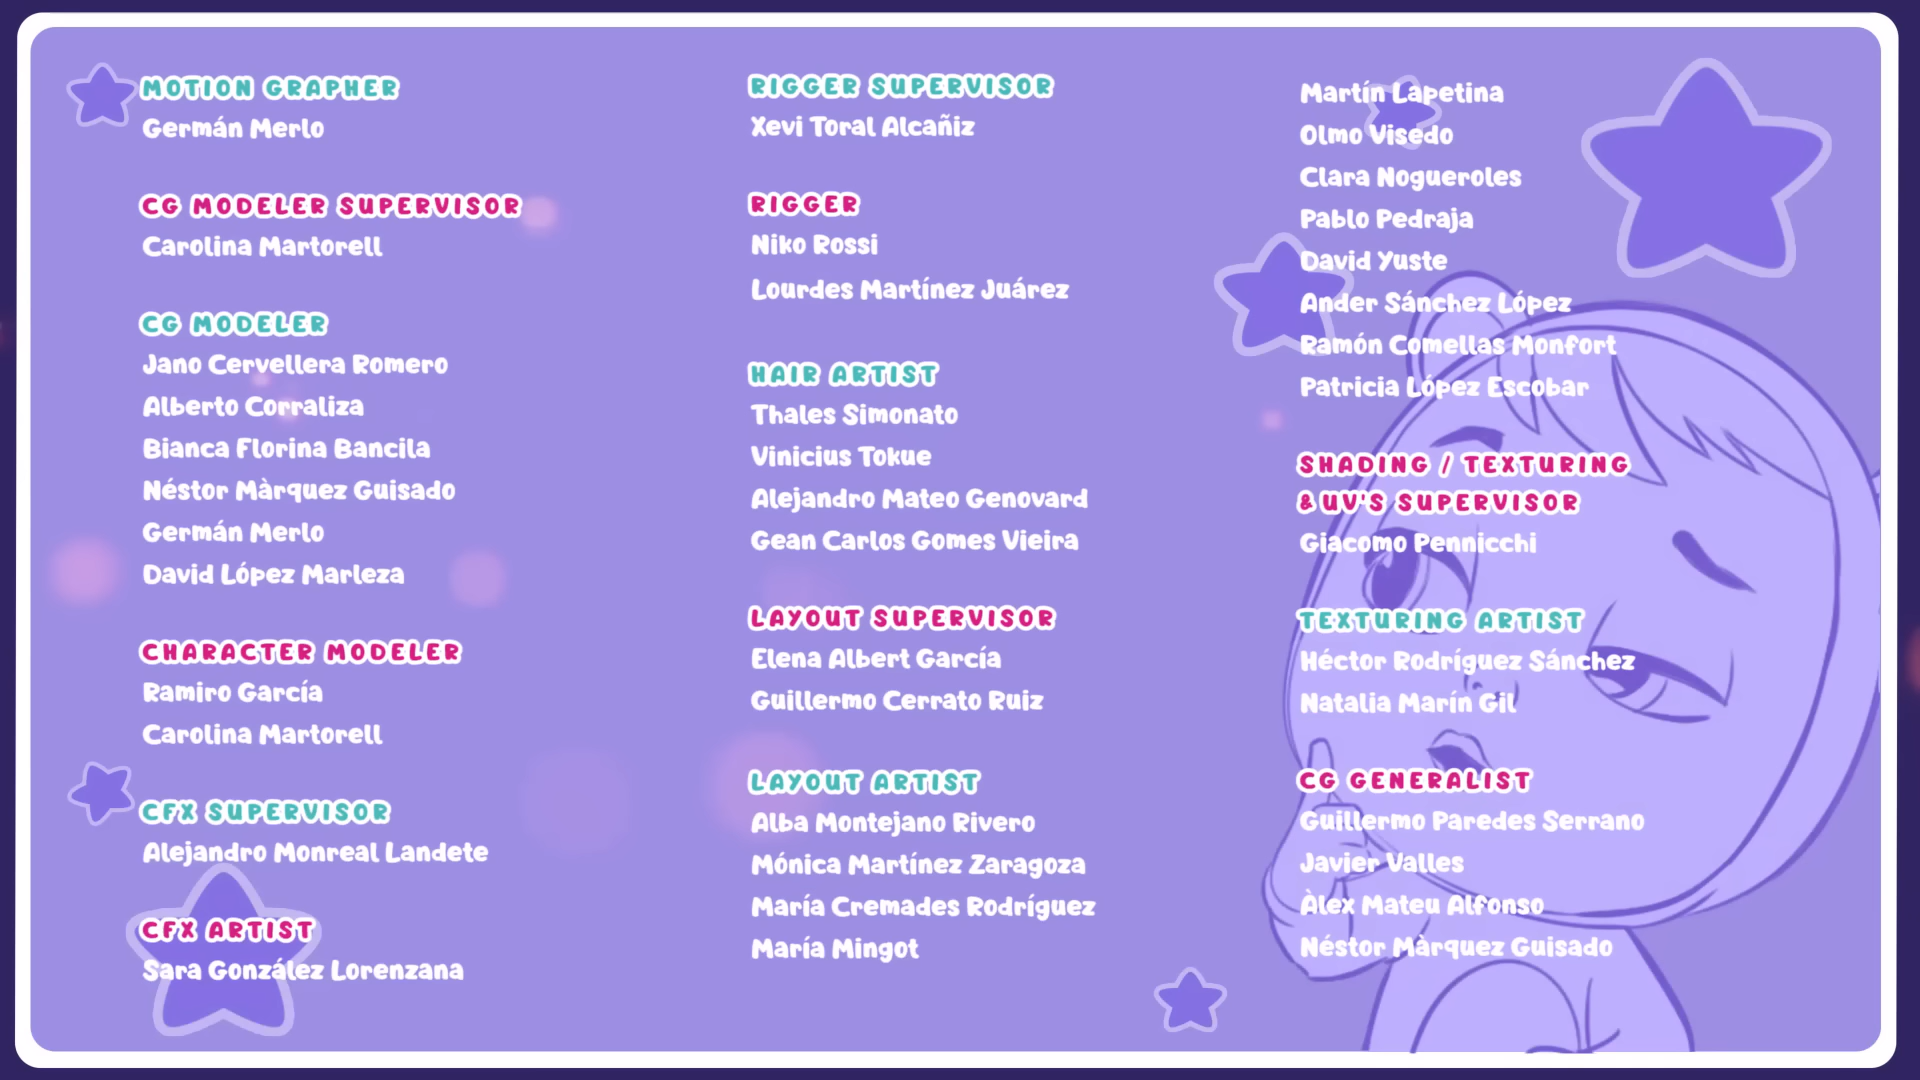 MOTION GRAPHER
Germán Merlo
CG MODELER SUPERVISOR
Carolina Martorell
CG MODELER
Jano Cervellera Romero
Alberto Corraliza
Bianca Florina Bancila
Néstor Màrquez Guisado
Germán Merlo
David López Marleza
CHARACTER MODELER
Ramiro García
Carolina Martorell
CFX SUPERVISOR
Alejandro Monreal Landete
CFX ARTIST
Sara González Lorenzana
RIGGER SUPERVISOR
Xevi Toral Alcañiz
RIGGER
Niko Rossi
Lourdes Martínez Juárez
HAIR ARTIST
Thales Simonato
Vinicius Tokue
Alejandro Mateo Genovard
Gean Carlos Gomes Vieira
LAYOUT SUPERVISOR
Elena Albert García
Guillermo Cerrato Ruiz
LAYOUT ARTIST
Alba Montejano Rivero
Mónica Martínez Zaragoza
María Cremades Rodríguez
María Mingot
Martín Lapetina
Olmo Visedo
Clara Nogueroles
Pablo Pedraja
David Yuste
Ander Sánchez López
Ramón Comellas Monfort
Patricia López Escobar
SHADING / TEXTURING
& UV'S SUPERVISOR
Giacomo Pennicchi
TEXTURING ARTIST
Héctor Rodríguez Sánchez
Natalia Marín Gil
CG GENERALIST
Guillermo Paredes Serrano
Javier Valles
Àlex Mateu Alfonso
Néstor Màrquez Guisado